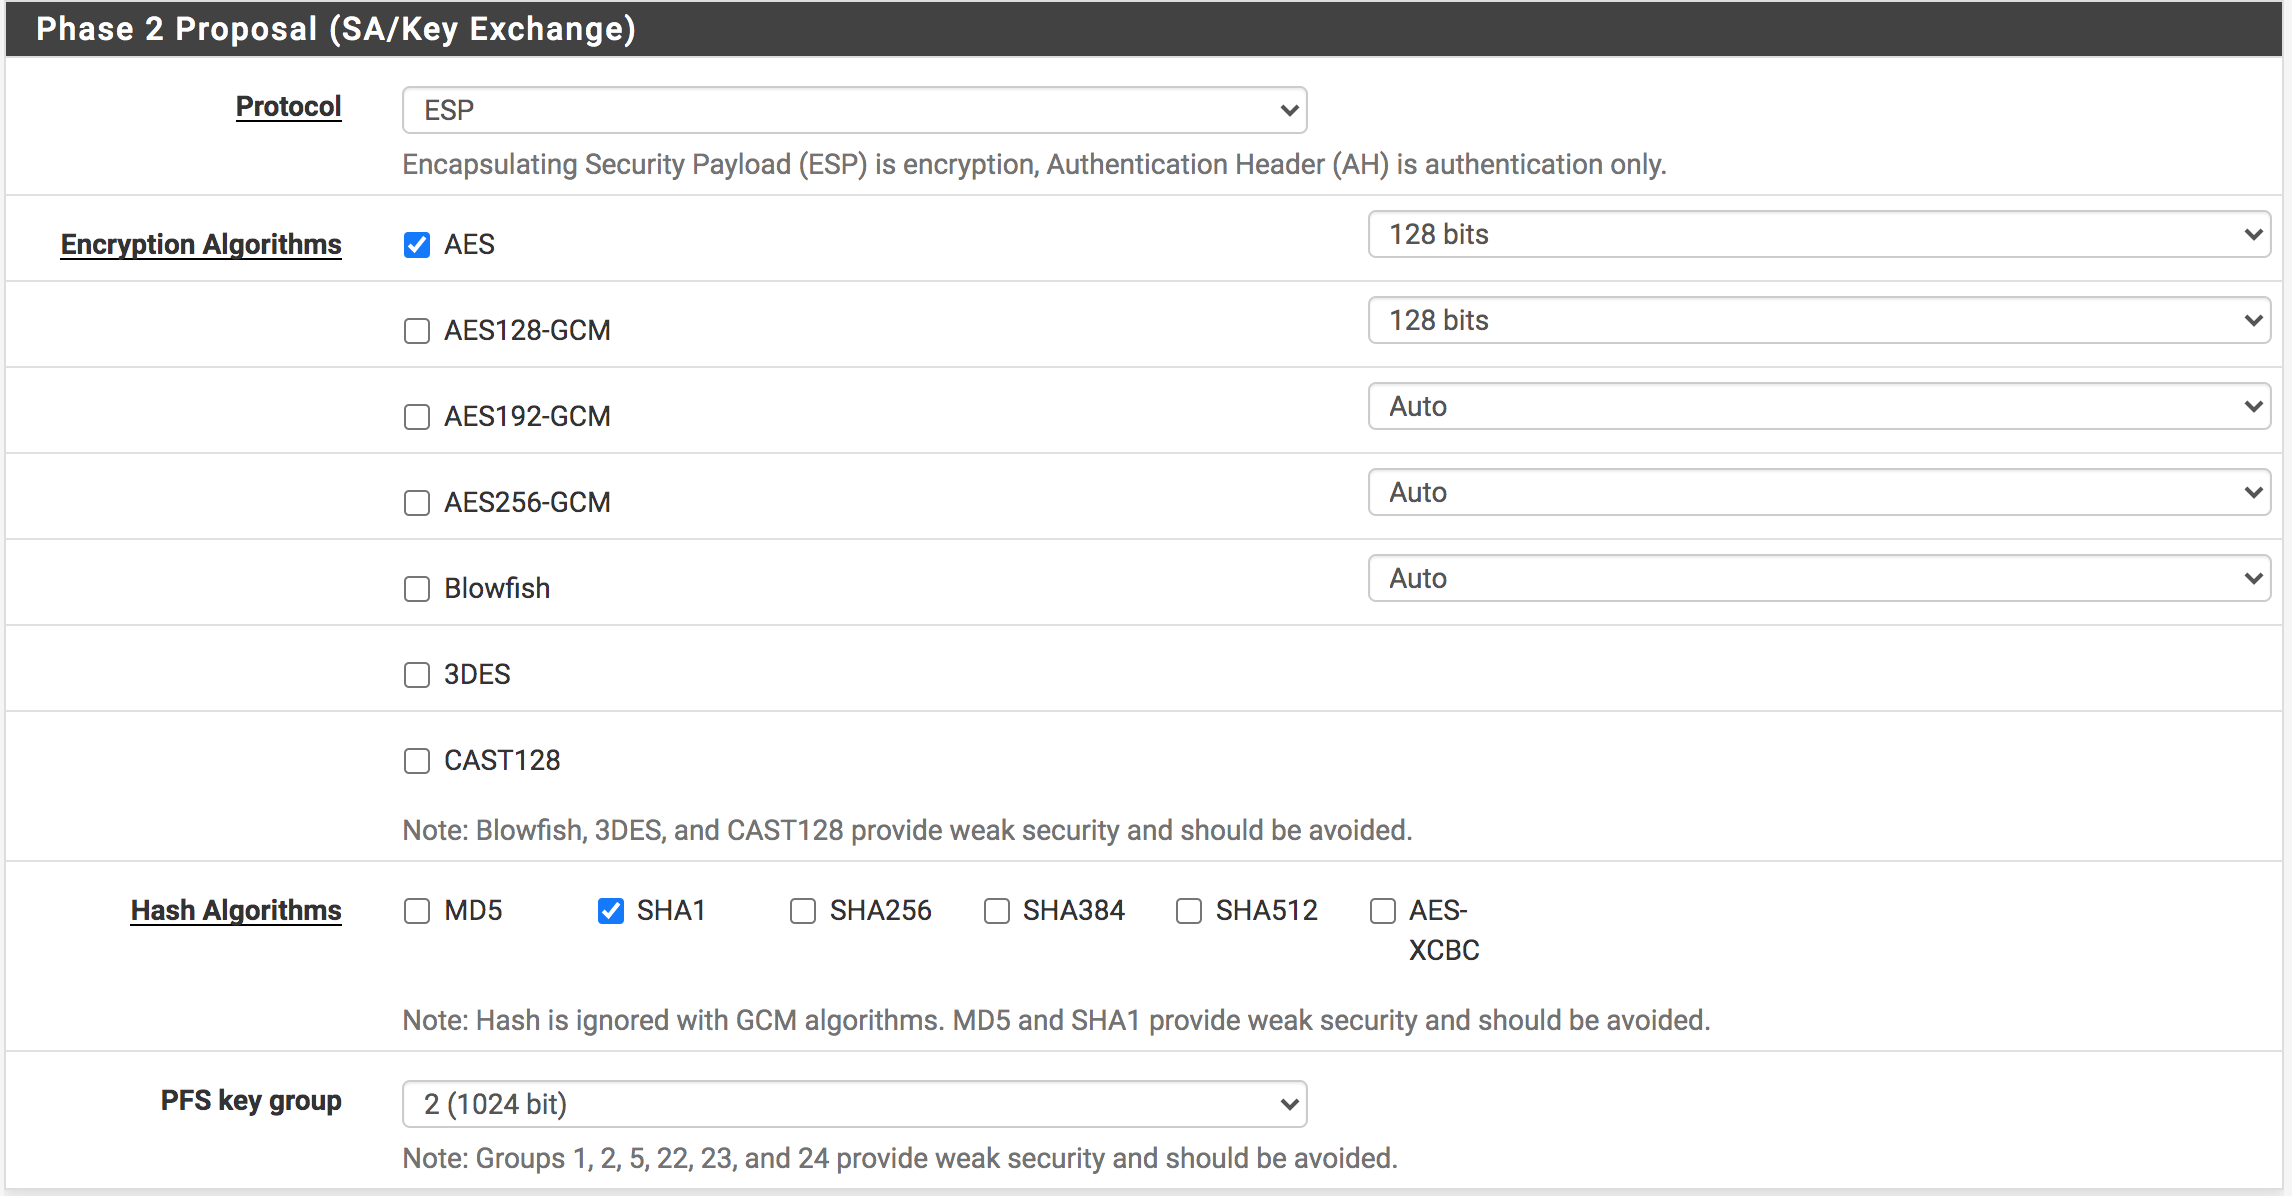 Phase 2 Proposal (SA/Key Exchange)
Protocol
ESP
Encapsulating Security Payload (ESP) is encryption, Authentication Header (AH) is authentication only.
Encryption Algorithms
AES
128 bits
AES128-GCM
128 bits
AES192-GCM
Auto
AES256-GCM
Auto
Blowfish
Auto
3DES
CAST128
Note: Blowfish, 3DES, and CAST128 provide weak security and should be avoided.
Hash Algorithms
MD5
SHA1
SHA256
SHA384
SHA512
AES-
XCBC
Note: Hash is ignored with GCM algorithms. MD5 and SHA1 provide weak security and should be avoided.
PFS key group
2 (1024 bit)
Note: Groups 1, 2, 5, 22, 23, and 24 provide weak security and should be avoided.